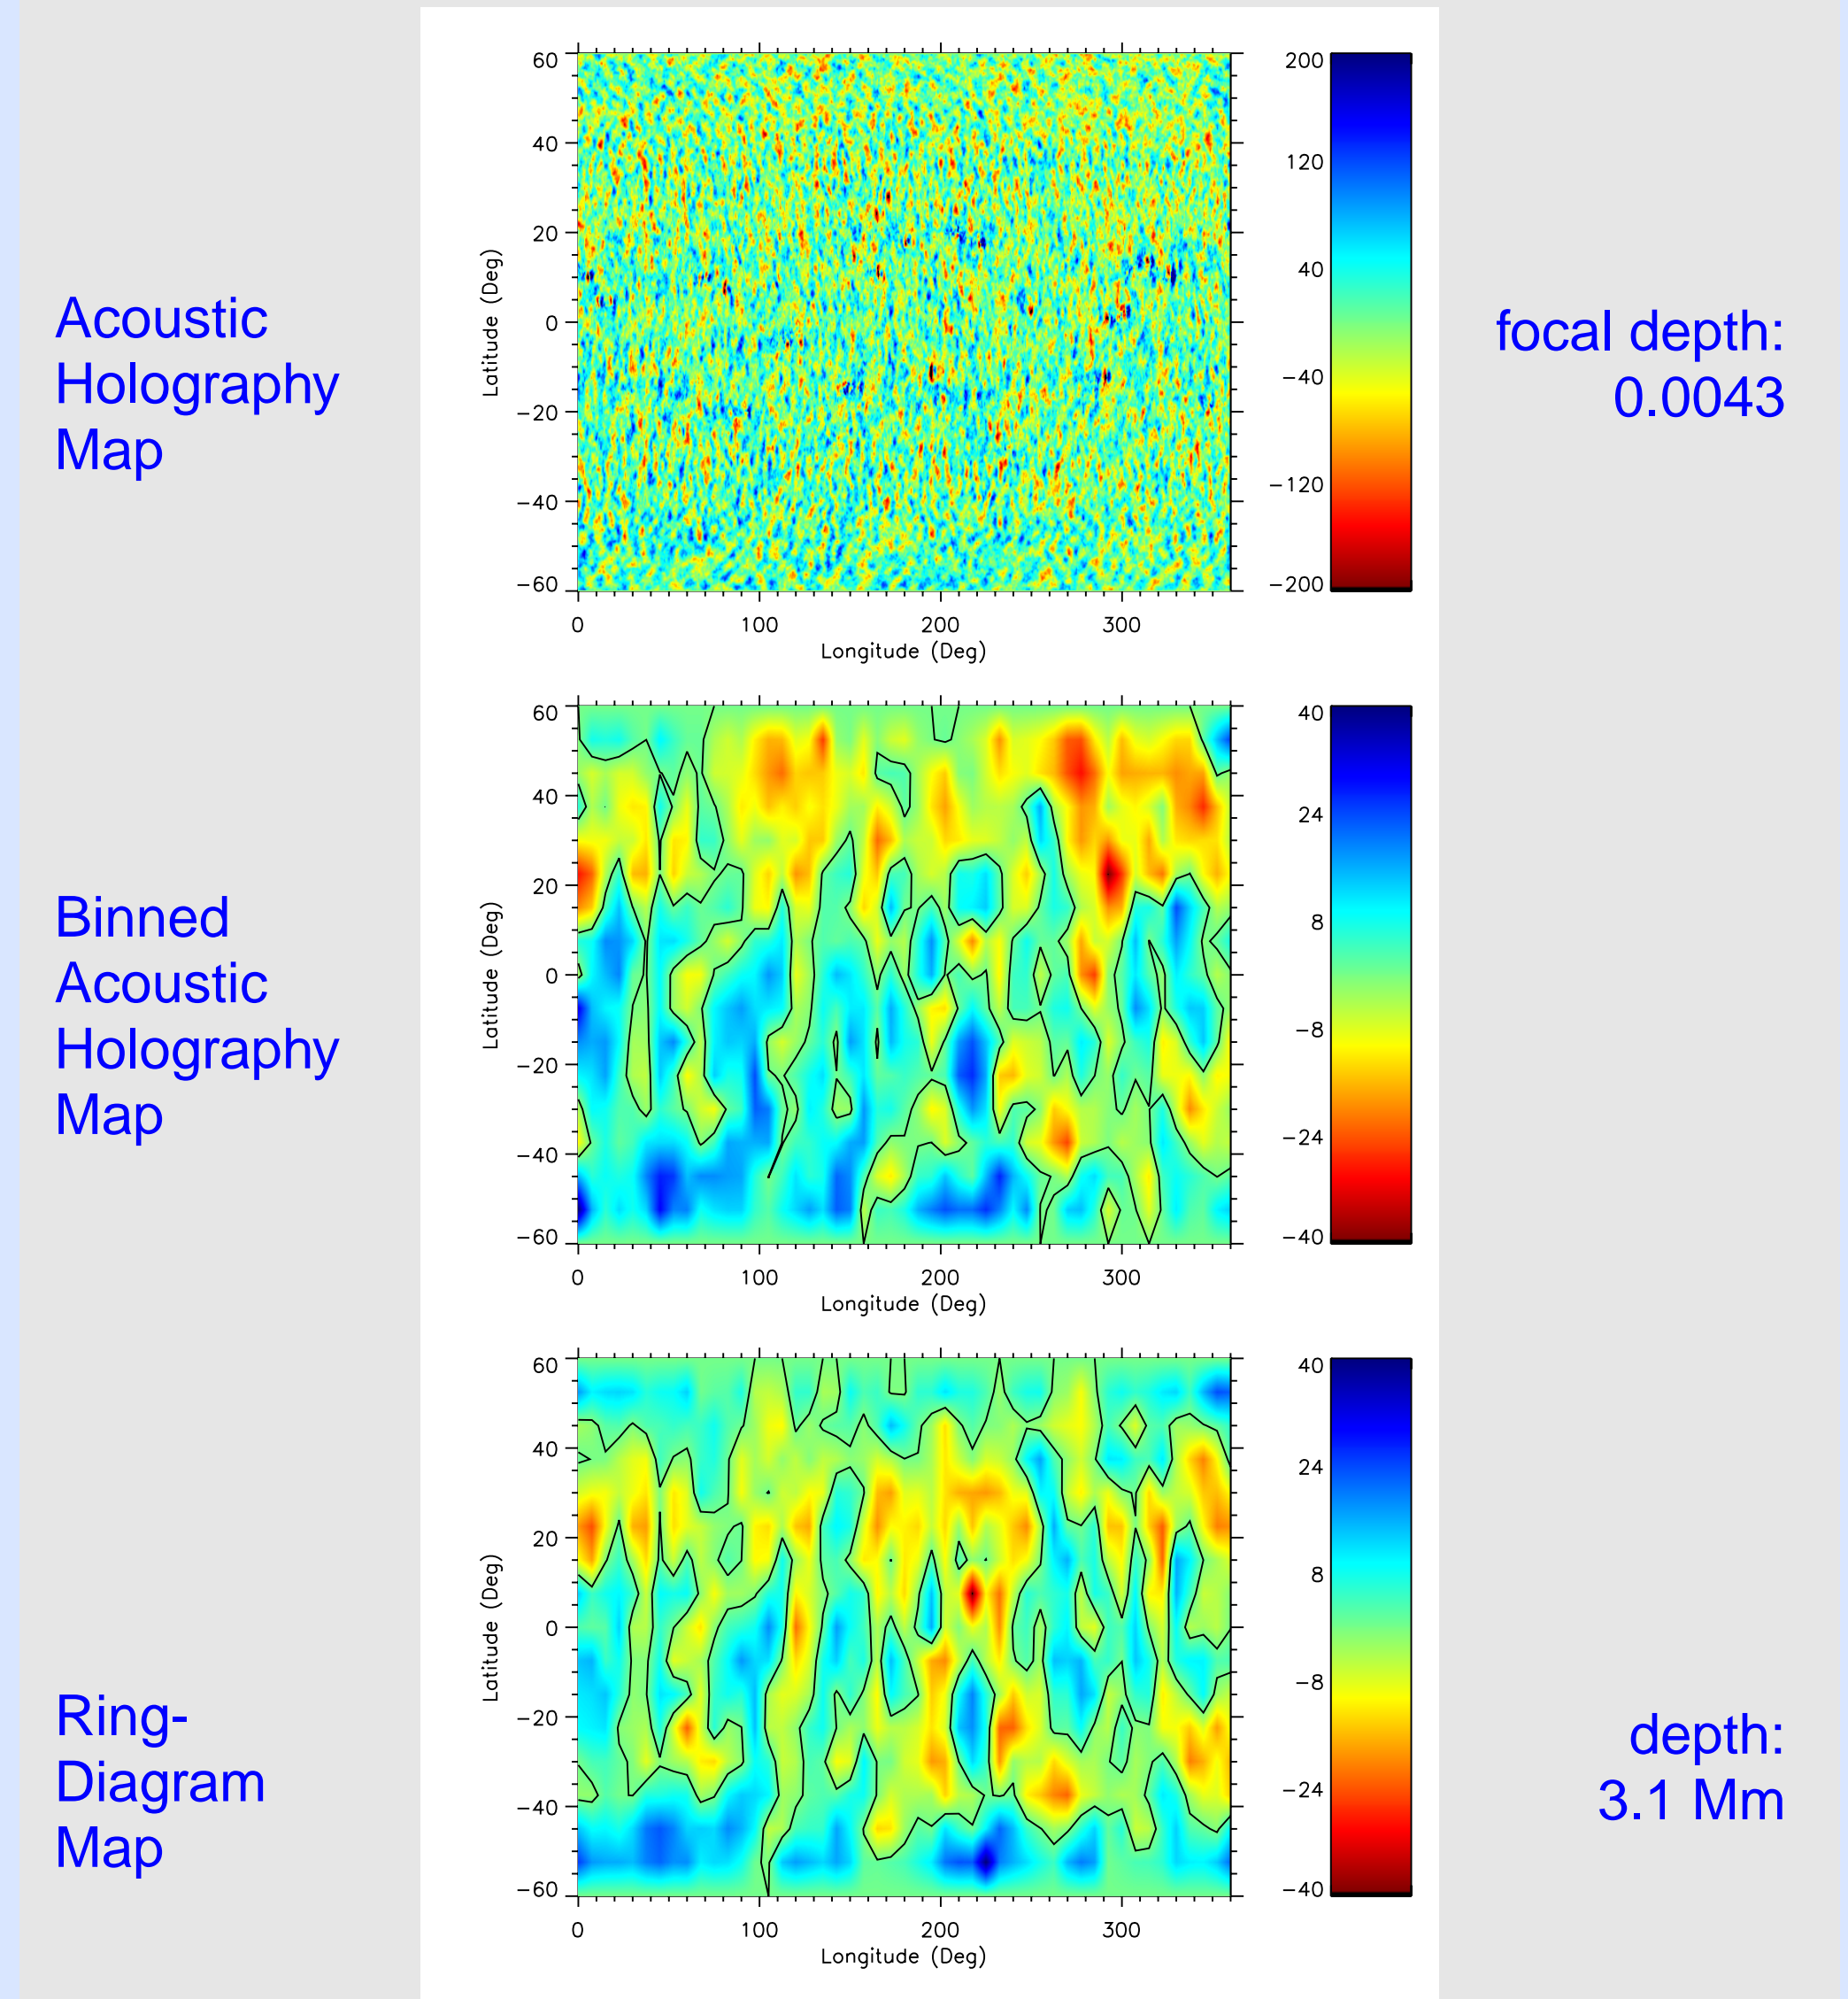 Acoustic
Holography
Map
60
40
20
0
−20
−40
−60
Latitude (Deg)
0 100 200 300
Longitude (Deg)
200
120
40
−40
−120
−200
focal depth:
0.0043
Binned
Acoustic
Holography
Map
60
40
20
0
−20
−40
−60
Latitude (Deg)
0 100 200 300
Longitude (Deg)
40
24
8
−8
−24
−40
Ring-
Diagram
Map
60
40
20
0
−20
−40
−60
Latitude (Deg)
0 100 200 300
Longitude (Deg)
40
24
8
−8
−24
−40
depth:
3.1 Mm